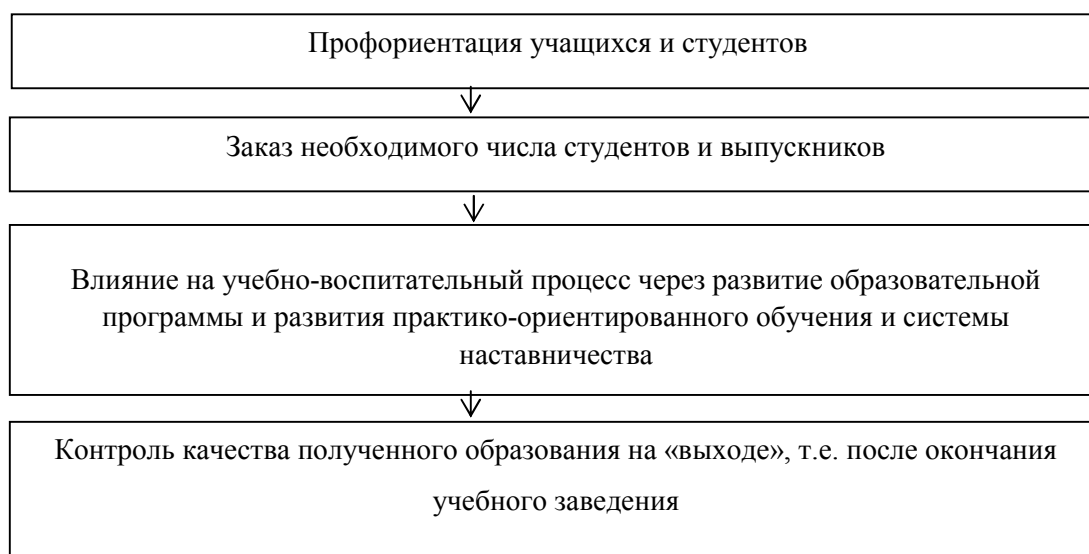 Профориентация учащихся и студентов
Заказ необходимого числа студентов и выпускников
Влияние на учебно-воспитательный процесс через развитие образовательной
программы и развития практико-ориентированного обучения и системы
наставничества
Контроль качества полученного образования на «выходе», т.е. после окончания
учебного заведения